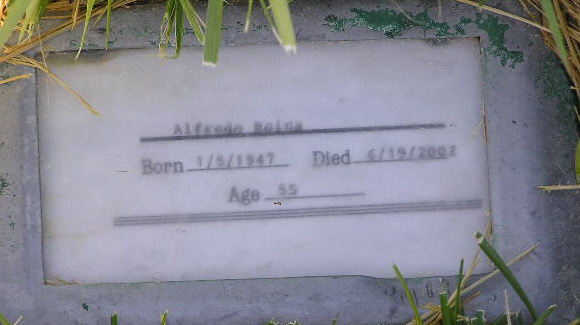 Alfredo Reina
Born 1/5/1947 Died 6/19/2002
Age 55